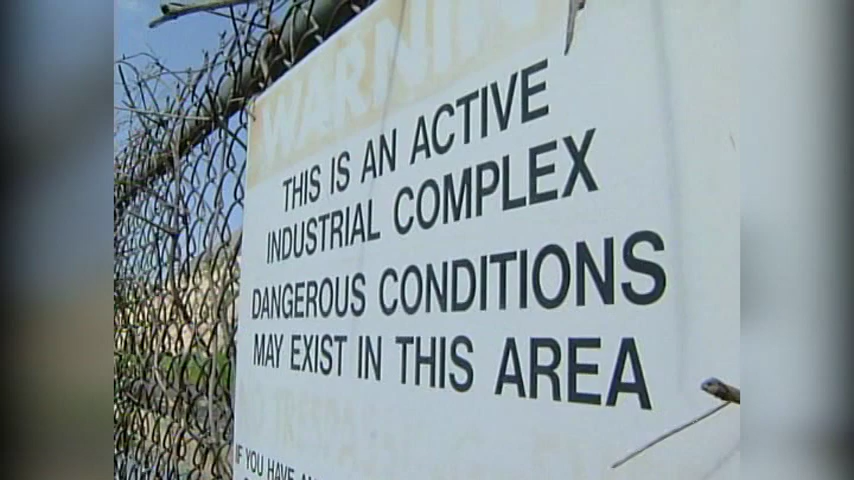 WARNING
THIS IS AN ACTIVE
INDUSTRIAL COMPLEX
DANGEROUS CONDITIONS
MAY EXIST IN THIS AREA
NO TRESPASSING
IF YOU HAVE